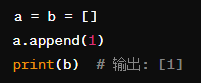 a = b = []
a.append(1)
print(b)  # 输出: [1]